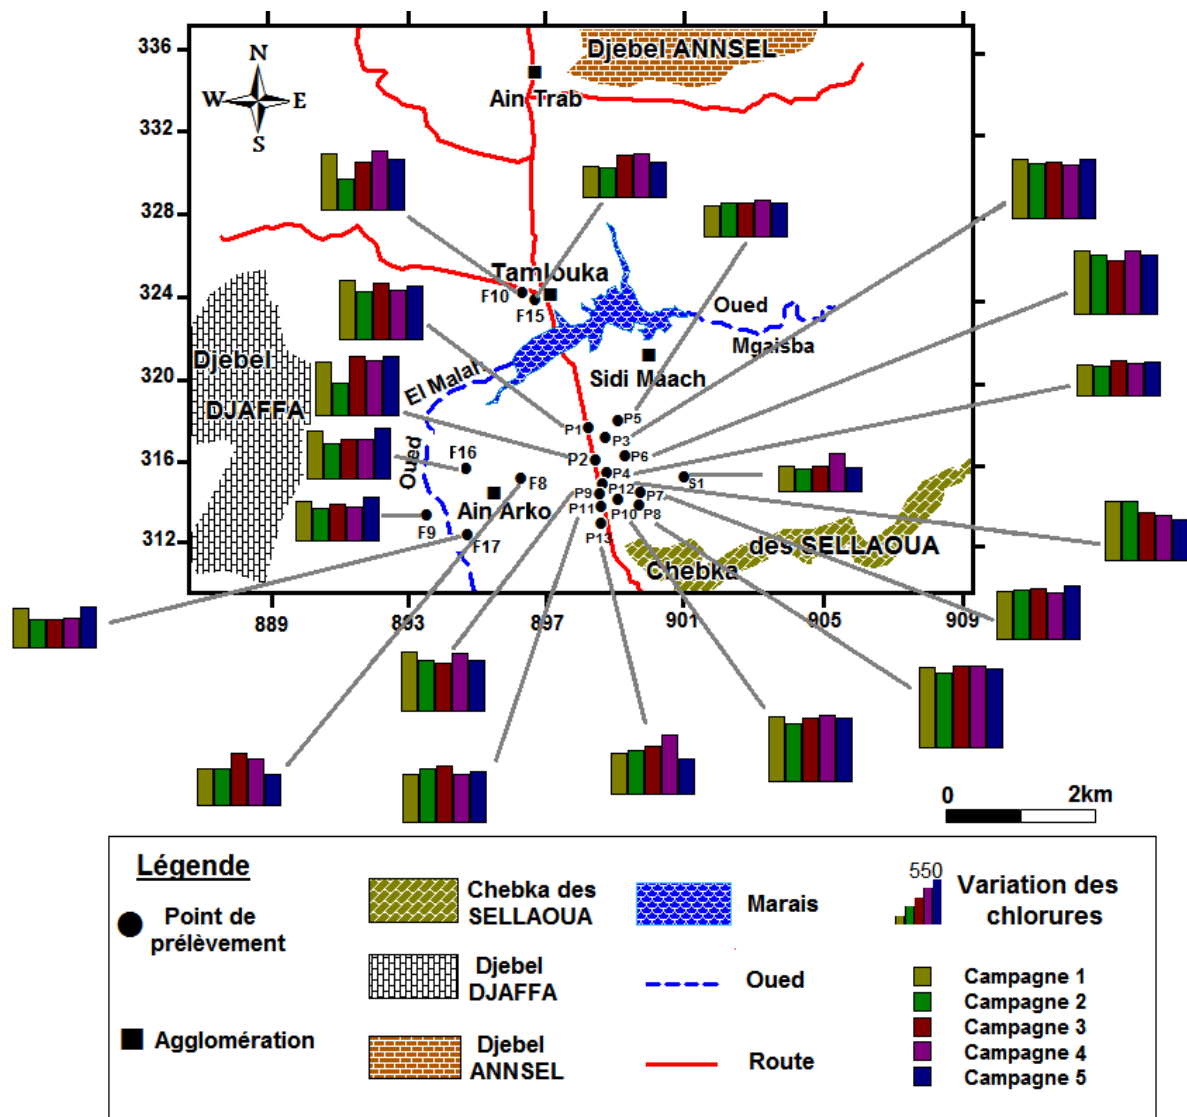 336
332
328
324
320
316
312
889
893
897
901
905
909
N
W
E
S
Djebel ANNSEL
Ain Trab
Tamlouka
F10
F15
Oued
Mgaisba
Sidi Maach
El Malal
Oued
Djebel
DJAFFA
P1
P5
P3
P2
P6
P4
P12
S1
P9
P7
P11
P10
P8
P13
F16
F8
Ain Arko
F9
F17
des SELLAOUA
Chebka
0
2km
Légende
Point de
prélèvement
Agglomération
Chebka des
SELLAOUA
Djebel
DJAFFA
Djebel
ANNSEL
Marais
Oued
Route
550
Variation des
chlorures
Campagne 1
Campagne 2
Campagne 3
Campagne 4
Campagne 5